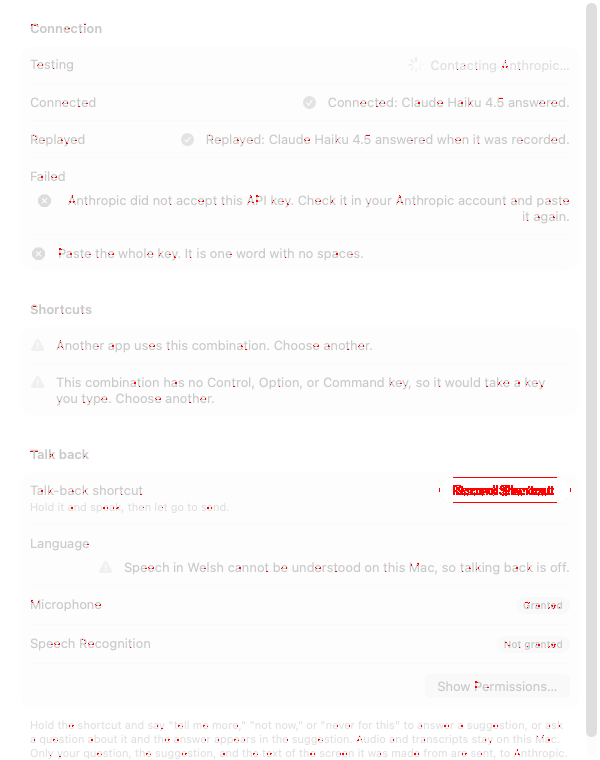 Connection
Testing
Contacting Anthropic...
Connected
Connected: Claude Haiku 4.5 answered.
Replayed
Replayed: Claude Haiku 4.5 answered when it was recorded.
Failed
Anthropic did not accept this API key. Check it in your Anthropic account and paste
it again.
Paste the whole key. It is one word with no spaces.
Shortcuts
Another app uses this combination. Choose another.
This combination has no Control, Option, or Command key, so it would take a key
you type. Choose another.
Talk back
Talk-back shortcut
Hold it and speak, then let go to send.
Language
Speech in Welsh cannot be understood on this Mac, so talking back is off.
Microphone
Granted
Speech Recognition
Not granted
Show Permissions...
Hold the shortcut and say "tell me more," "not now," or "never for this" to answer a suggestion, or ask
a question about it and the answer appears in the suggestion. Audio and transcripts stay on this Mac.
Only your question, the suggestion, and the text of the screen it was made from are sent, to Anthropic.